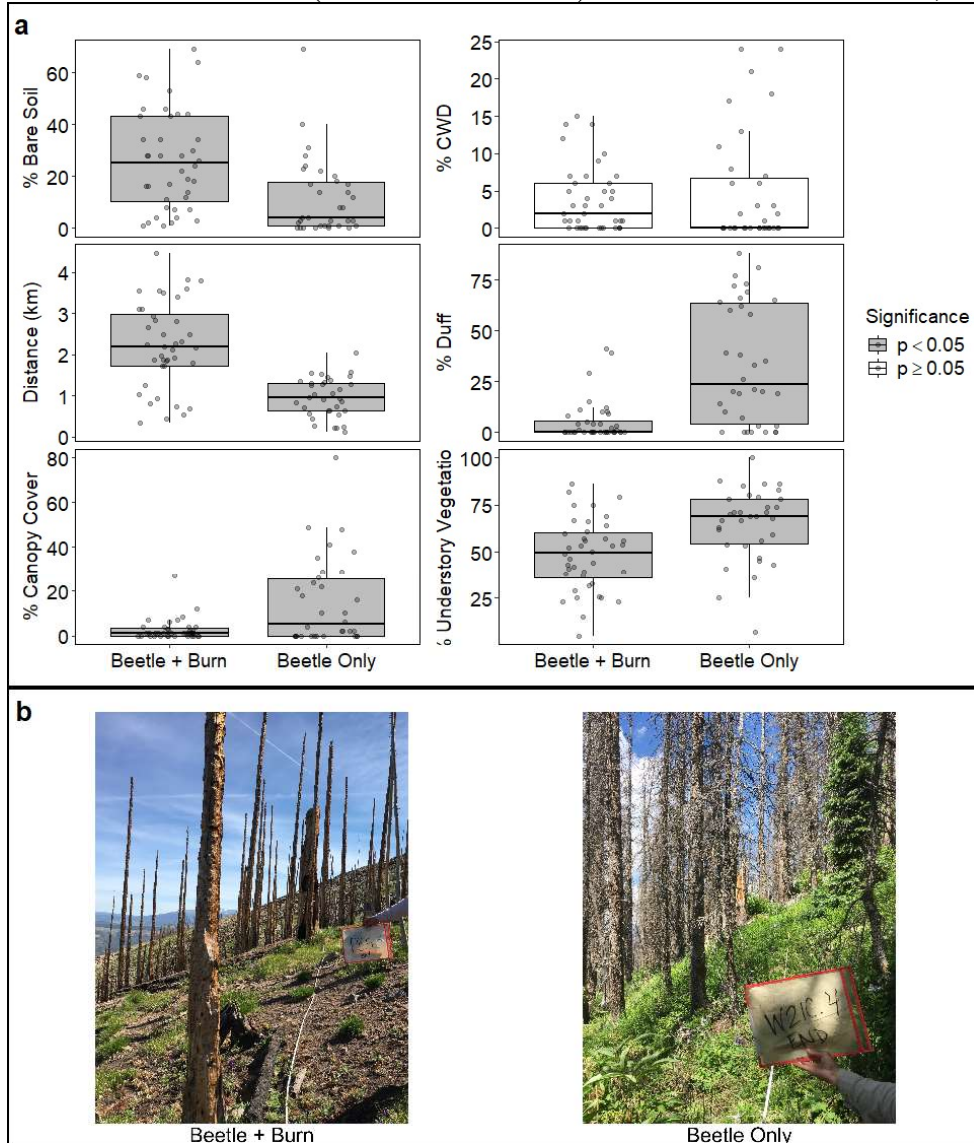 a
% Bare Soil
60
40
20
0
% CWD
25
20
15
10
5
0
Distance (km)
4
3
2
1
0
% Duff
75
50
25
0
Significance
p < 0.05
p ≥ 0.05
% Canopy Cover
80
60
40
20
0
% Understory Vegetatio
100
75
50
25
Beetle + Burn
Beetle Only
Beetle + Burn
Beetle Only
b
W21C.4
END
Beetle + Burn
Beetle Only